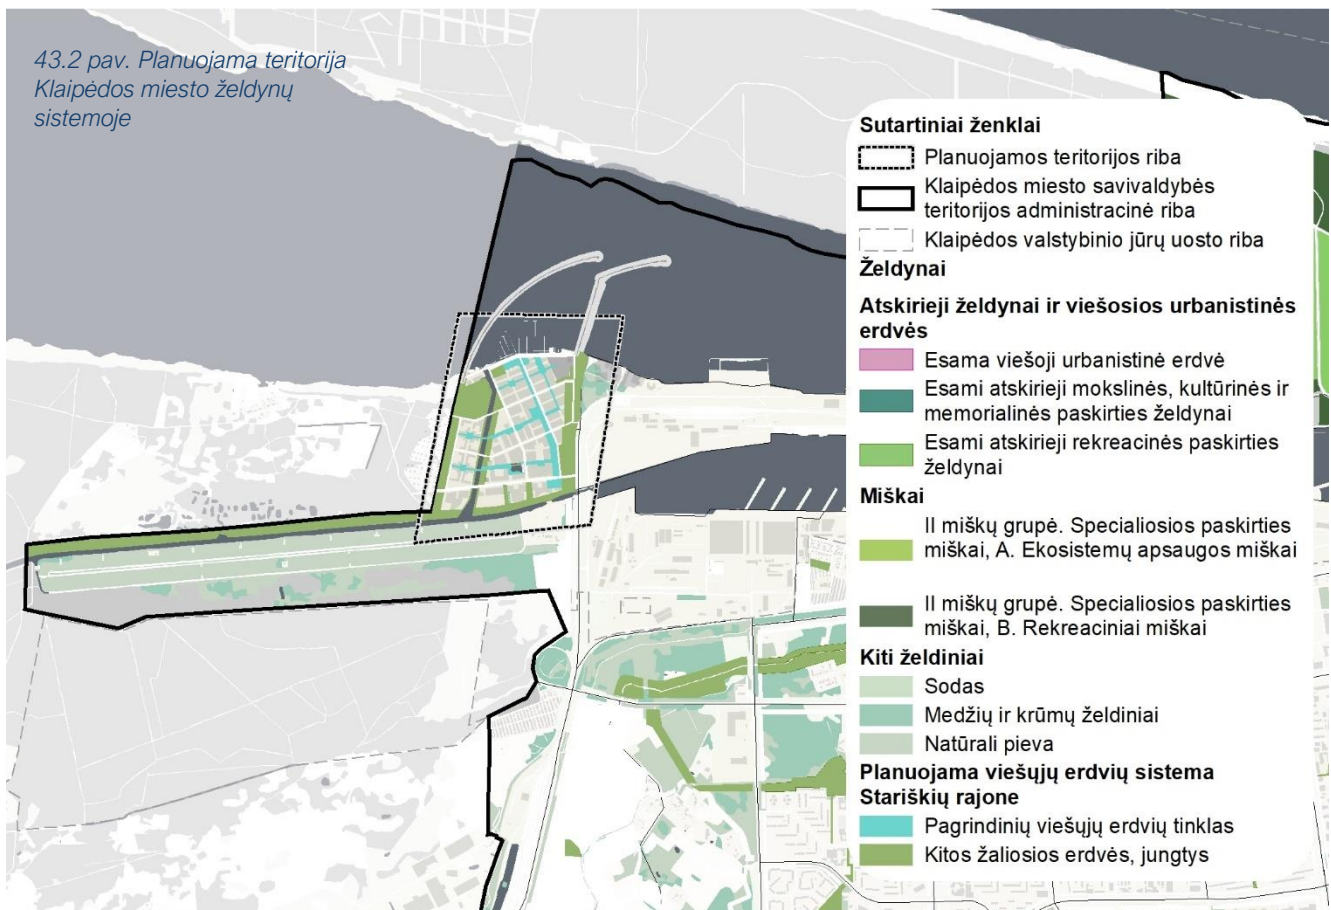 43.2 pav. Planuojama teritorija
Klaipėdos miesto želdynų
sistemoje
Sutartiniai ženklai
Planuojamos teritorijos riba
Klaipėdos miesto savivaldybės
teritorijos administracinė riba
Klaipėdos valstybinio jūrų uosto riba
Želdynai
Atskirieji želdynai ir viešosios urbanistinės
erdvės
Esama viešoji urbanistinė erdvė
Esami atskirieji mokslinės, kultūrinės ir
memorialinės paskirties želdynai
Esami atskirieji rekreacinės paskirties
želdynai
Miškai
II miškų grupė. Specialiosios paskirties
miškai, A. Ekosistemų apsaugos miškai
II miškų grupė. Specialiosios paskirties
miškai, B. Rekreaciniai miškai
Kiti želdiniai
Sodas
Medžių ir krūmų želdiniai
Natūrali pieva
Planuojama viešųjų erdvių sistema
Stariškių rajone
Pagrindinių viešųjų erdvių tinklas
Kitos žaliosios erdvės, jungtys